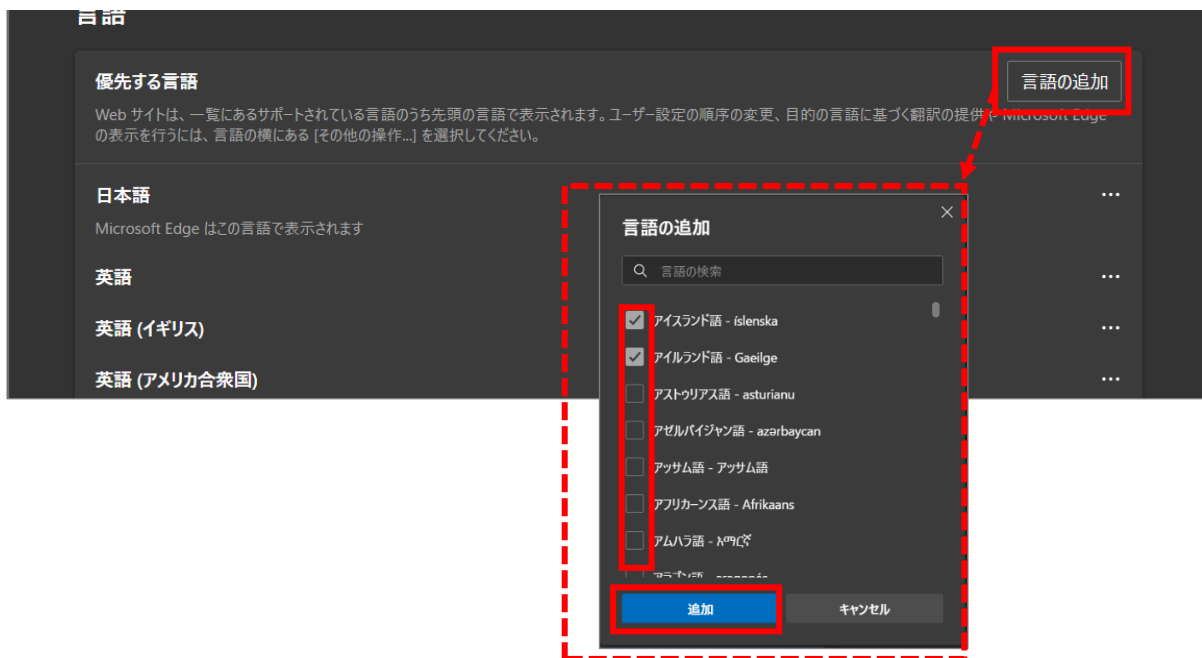 言語
優先する言語
言語の追加
Web サイトは、一覧にあるサポートされている言語のうち先頭の言語で表示されます。ユーザー設定の順序の変更、目的の言語に基づく翻訳の提供や Microsoft Edge
の表示を行うには、言語の横にある [その他の操作...] を選択してください。
日本語
Microsoft Edge はこの言語で表示されます
英語
英語 (イギリス)
英語 (アメリカ合衆国)
言語の追加
言語の検索
アイスランド語 - íslenska
アイルランド語 - Gaeilge
アストゥリアス語 - asturianu
アゼルバイジャン語 - azərbaycan
アッサム語 - アッサム語
アフリカーンス語 - Afrikaans
アムハラ語 - አማርኛ
アラゴン語 - aragonés
追加
キャンセル